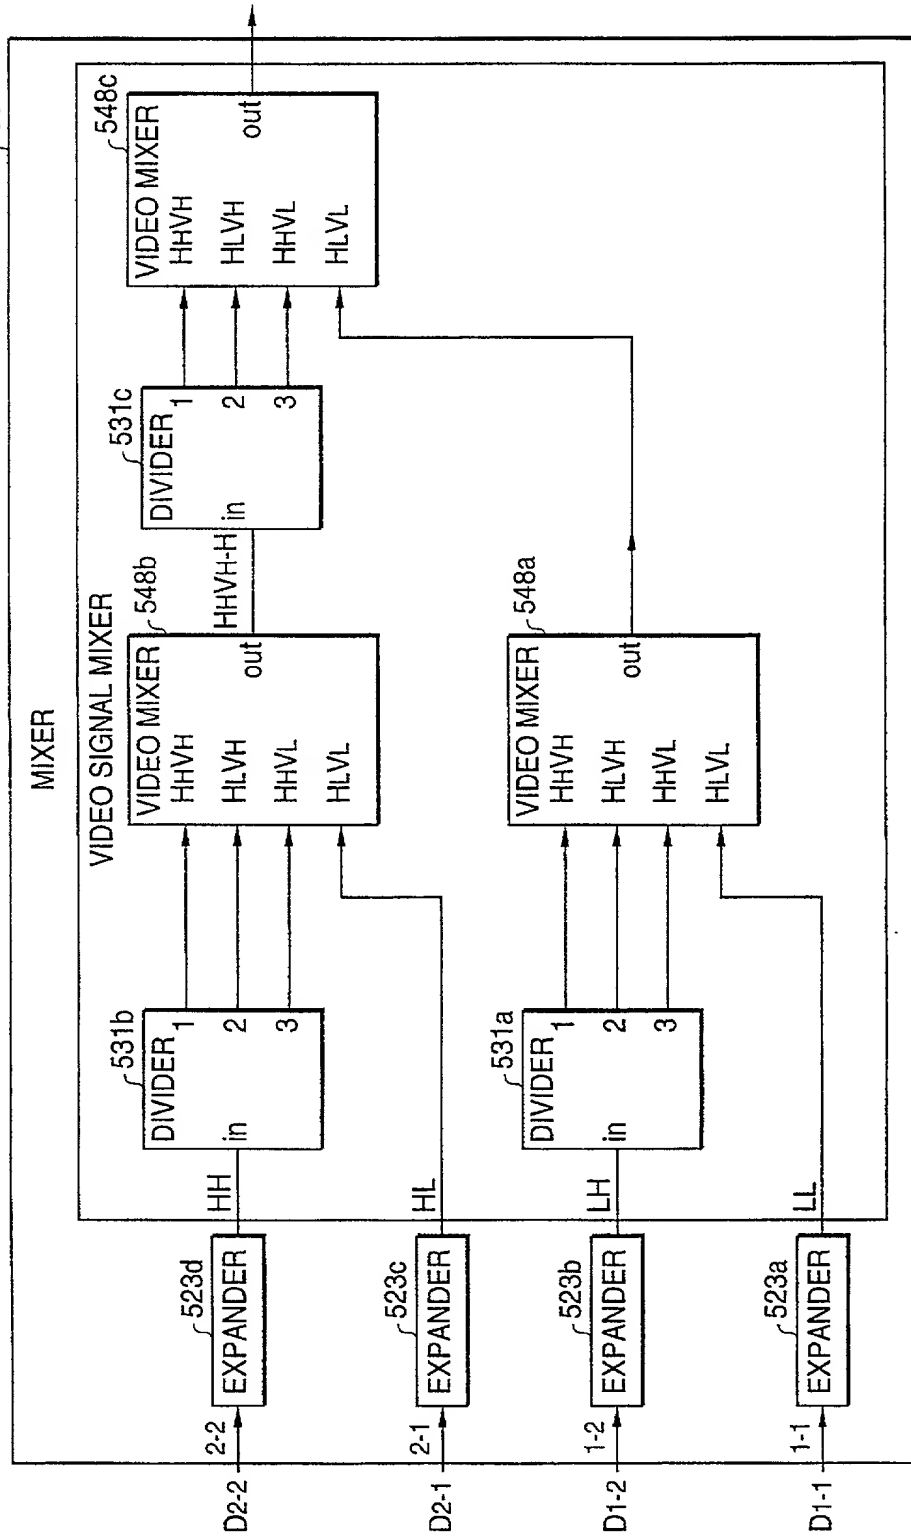 MIXER
VIDEO SIGNAL MIXER
D2-2
2-2
523d
EXPANDER
HH
531b
DIVIDER
in
1
2
3
548b
VIDEO MIXER
HHVH
HLVH
HHVL
HLVL
out
HHVH-H
531c
DIVIDER
in
1
2
3
548c
VIDEO MIXER
HHVH
HLVH
HHVL
HLVL
out
D2-1
2-1
523c
EXPANDER
HL
D1-2
1-2
523b
EXPANDER
LH
531a
DIVIDER
in
1
2
3
548a
VIDEO MIXER
HHVH
HLVH
HHVL
HLVL
out
D1-1
1-1
523a
EXPANDER
LL